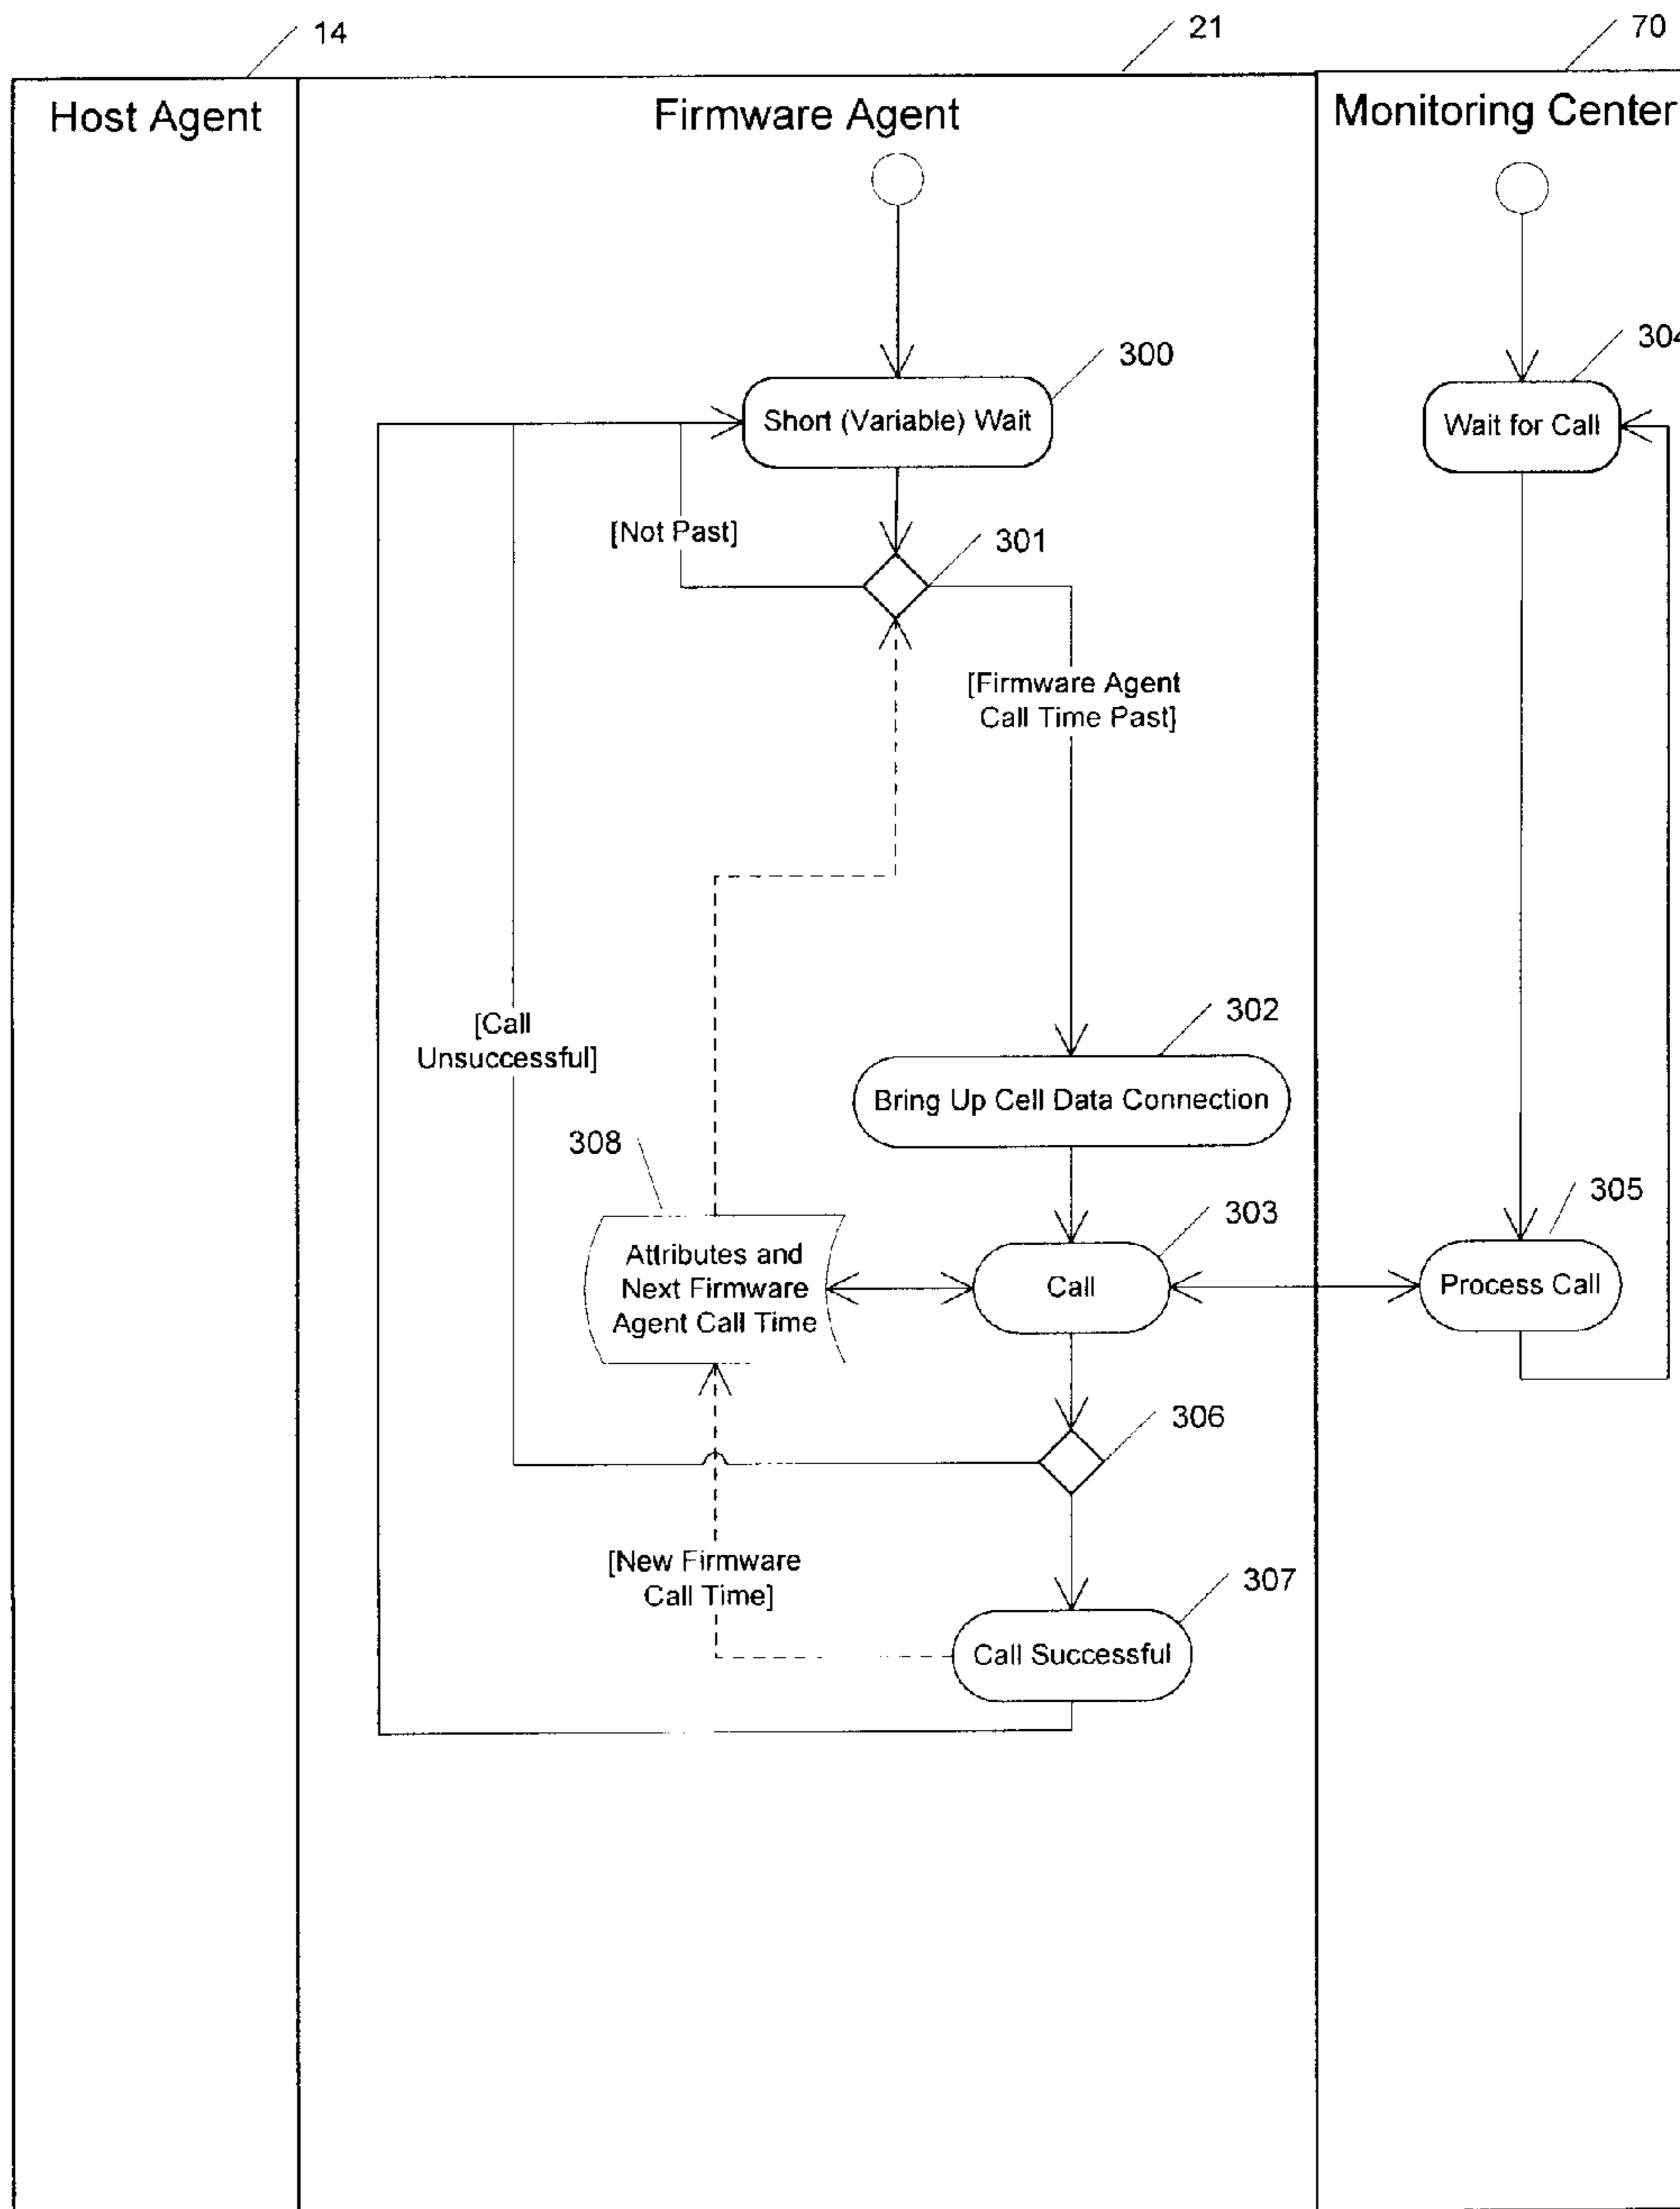 14
21
70
Host Agent
Firmware Agent
Monitoring Center
300
304
Short (Variable) Wait
Wait for Call
[Not Past]
301
[Firmware Agent
Call Time Past]
302
[Call
Unsuccessful]
Bring Up Cell Data Connection
308
303
305
Attributes and
Next Firmware
Agent Call Time
Call
Process Call
306
[New Firmware
Call Time]
307
Call Successful